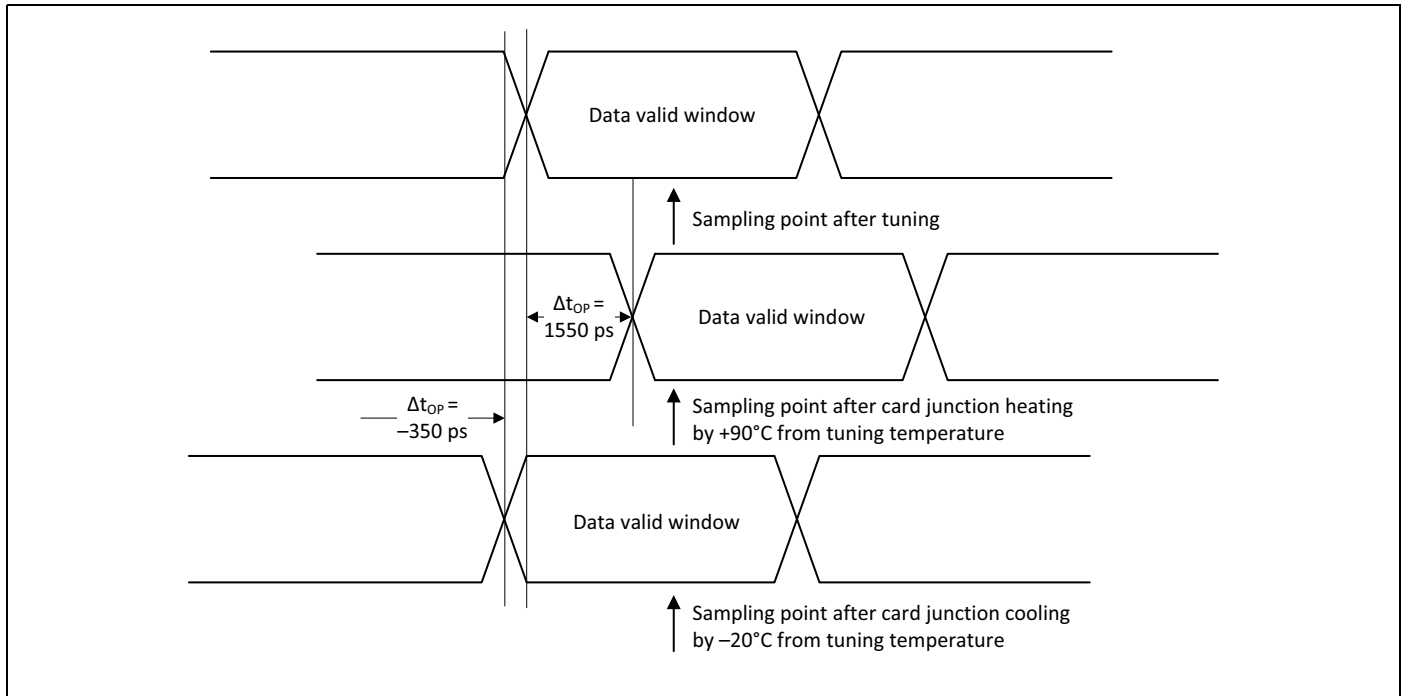 Data valid window
Sampling point after tuning
ΔtOP =
1550 ps
Data valid window
ΔtOP =
–350 ps
Sampling point after card junction heating
by +90°C from tuning temperature
Data valid window
Sampling point after card junction cooling
by –20°C from tuning temperature